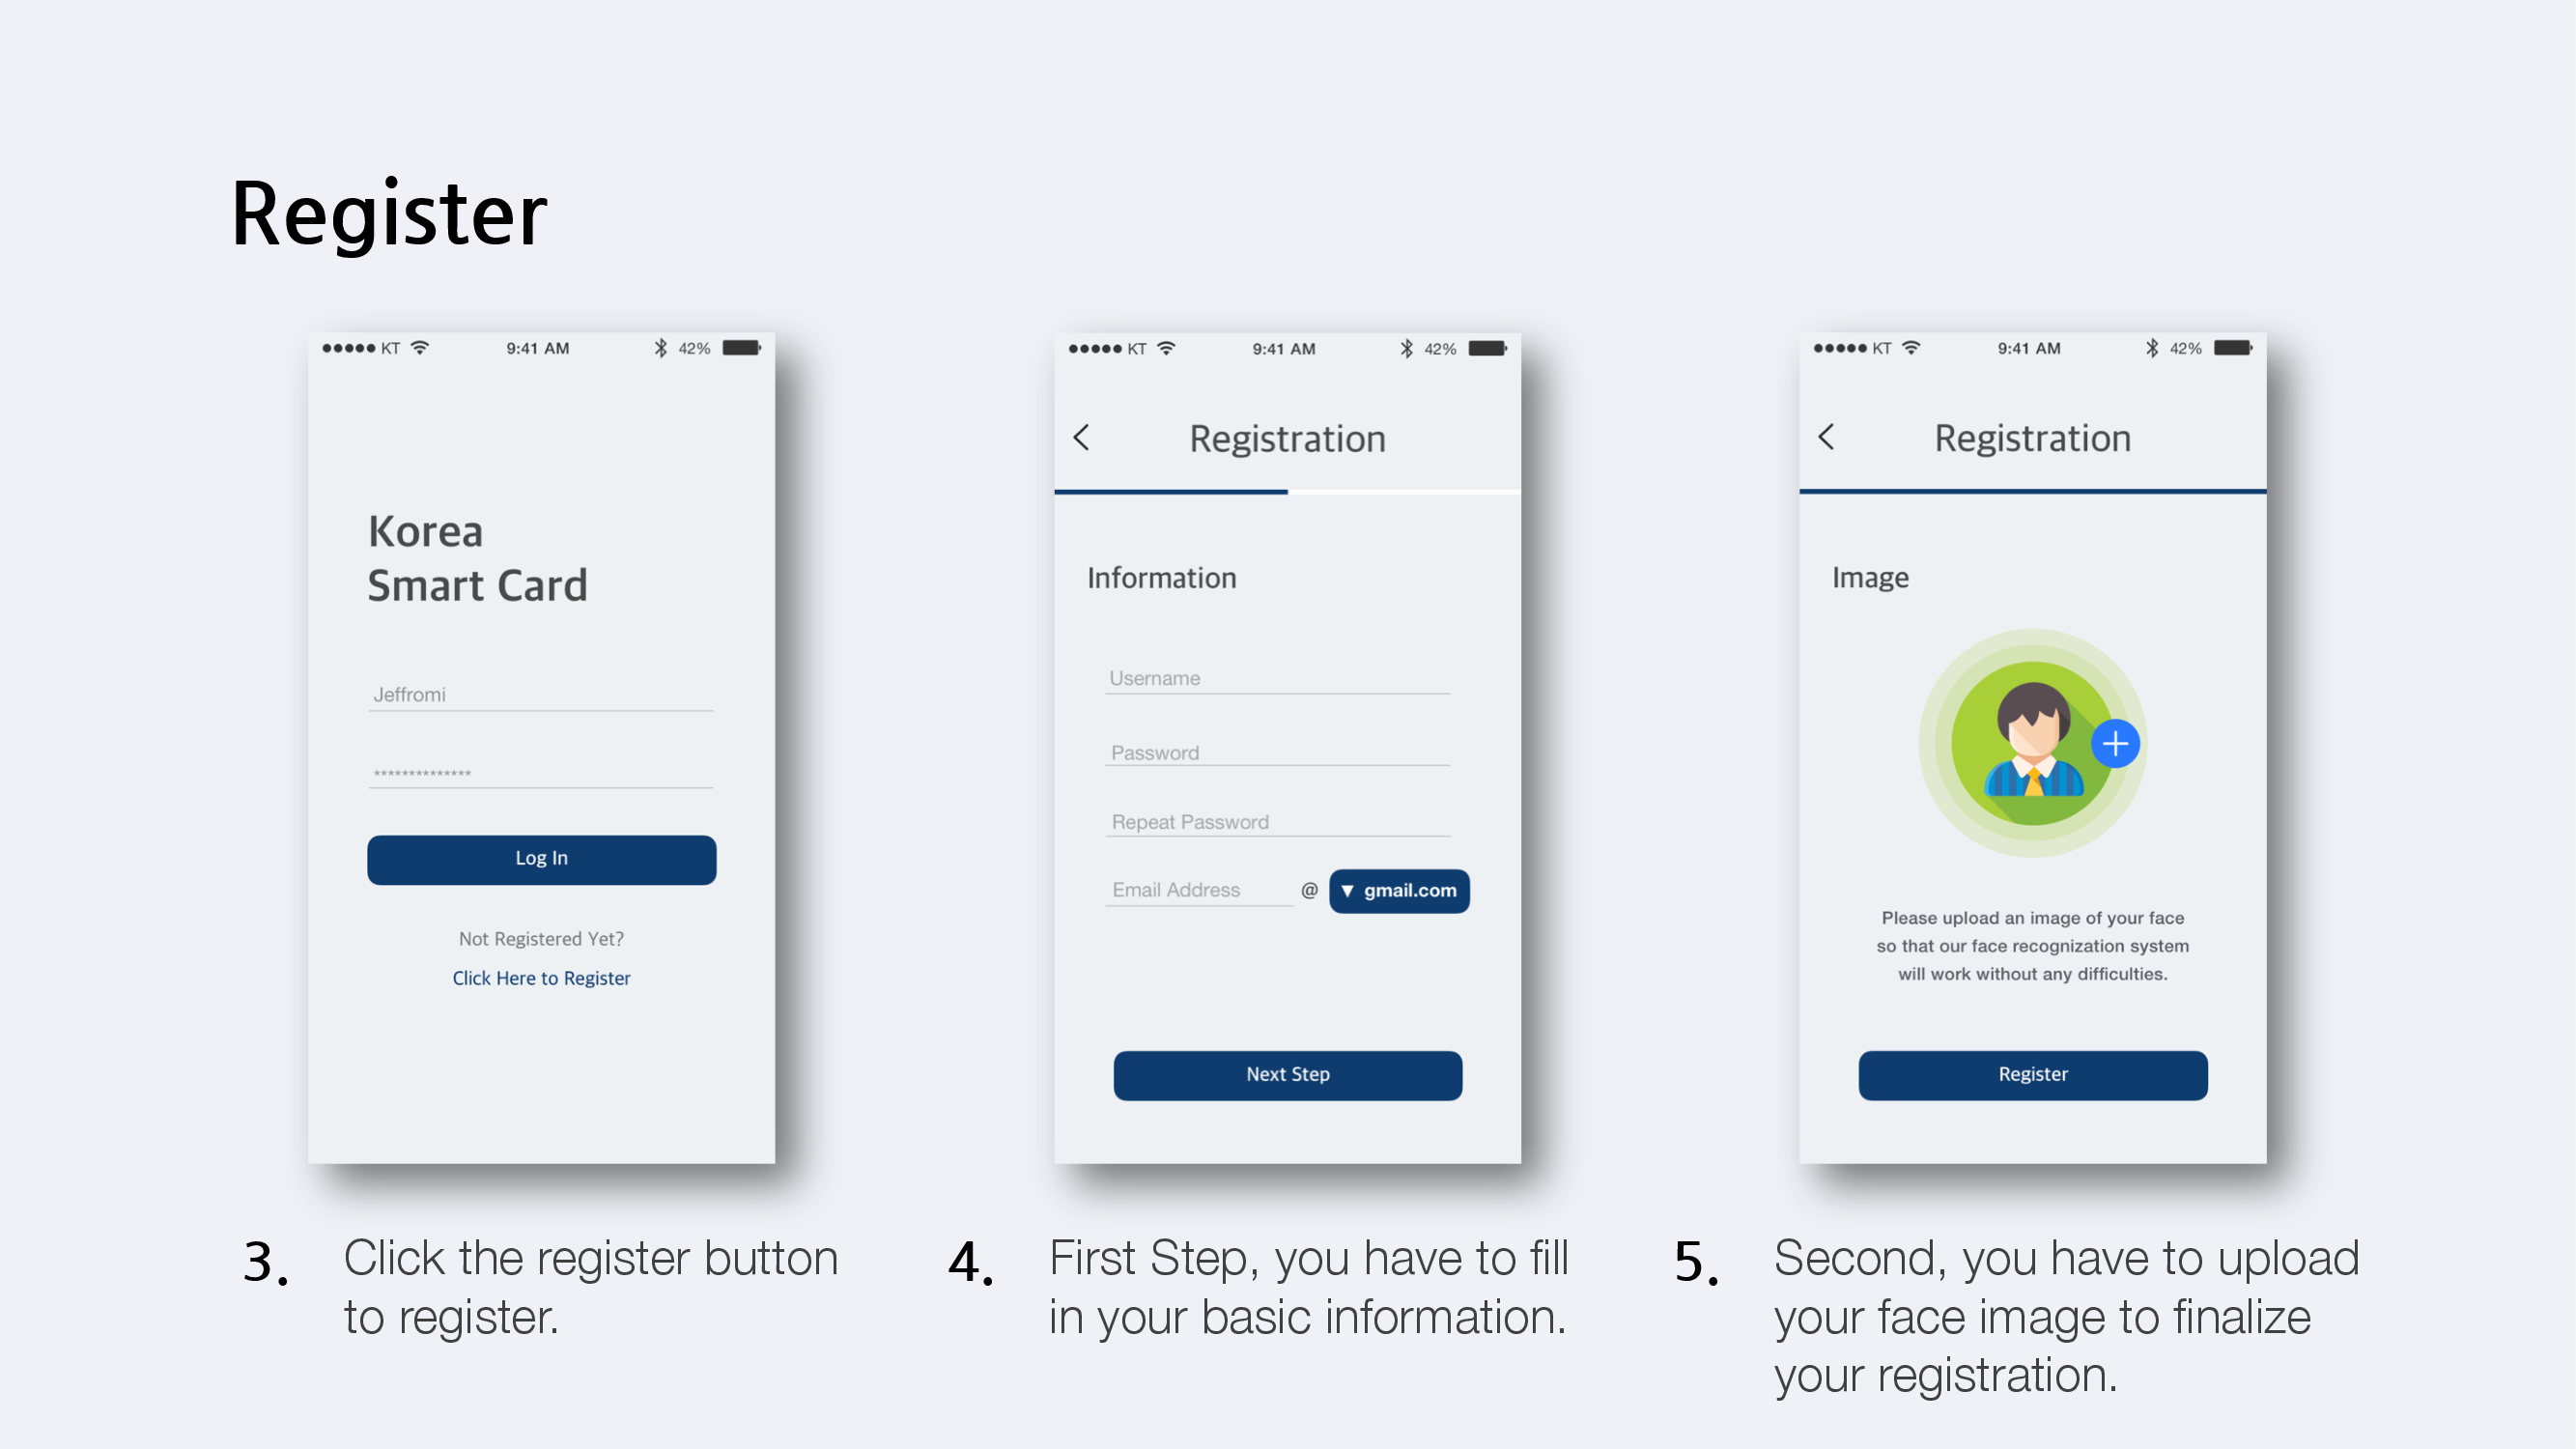 Register
●●●●● KT 9:41 AM 42%
Korea
Smart Card
Jeffromi
**************
Log In
Not Registered Yet?
Click Here to Register
3. Click the register button
to register.
●●●●● KT 9:41 AM 42%
Registration
Information
Username
Password
Repeat Password
Email Address @ ▼ gmail.com
Next Step
4. First Step, you have to fill
in your basic information.
●●●●● KT 9:41 AM 42%
Registration
Image
Please upload an image of your face
so that our face recognization system
will work without any difficulties.
Register
5. Second, you have to upload
your face image to finalize
your registration.